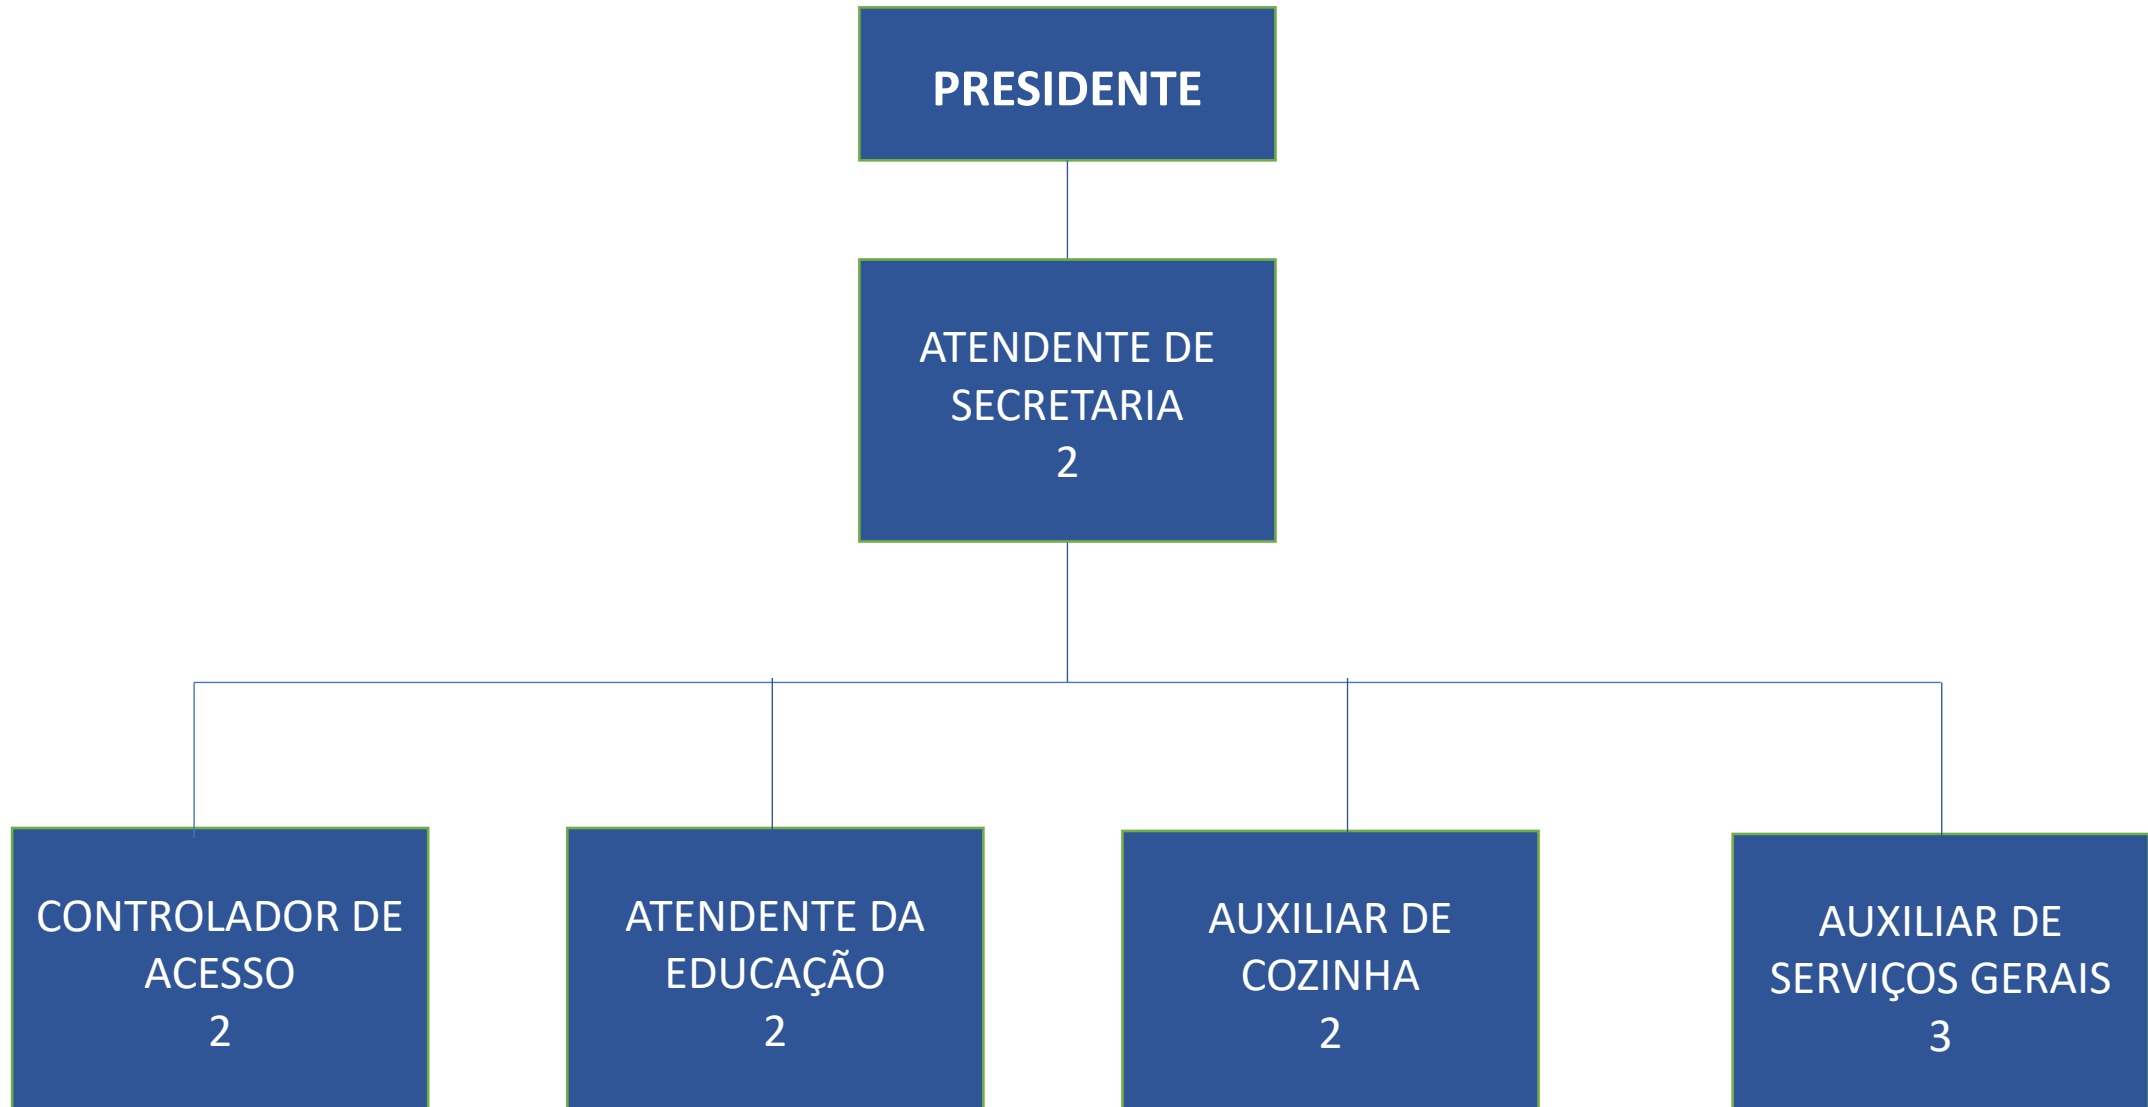 PRESIDENTE
ATENDENTE DE
SECRETARIA
2
CONTROLADOR DE
ACESSO
2
ATENDENTE DA
EDUCAÇÃO
2
AUXILIAR DE
COZINHA
2
AUXILIAR DE
SERVIÇOS GERAIS
3